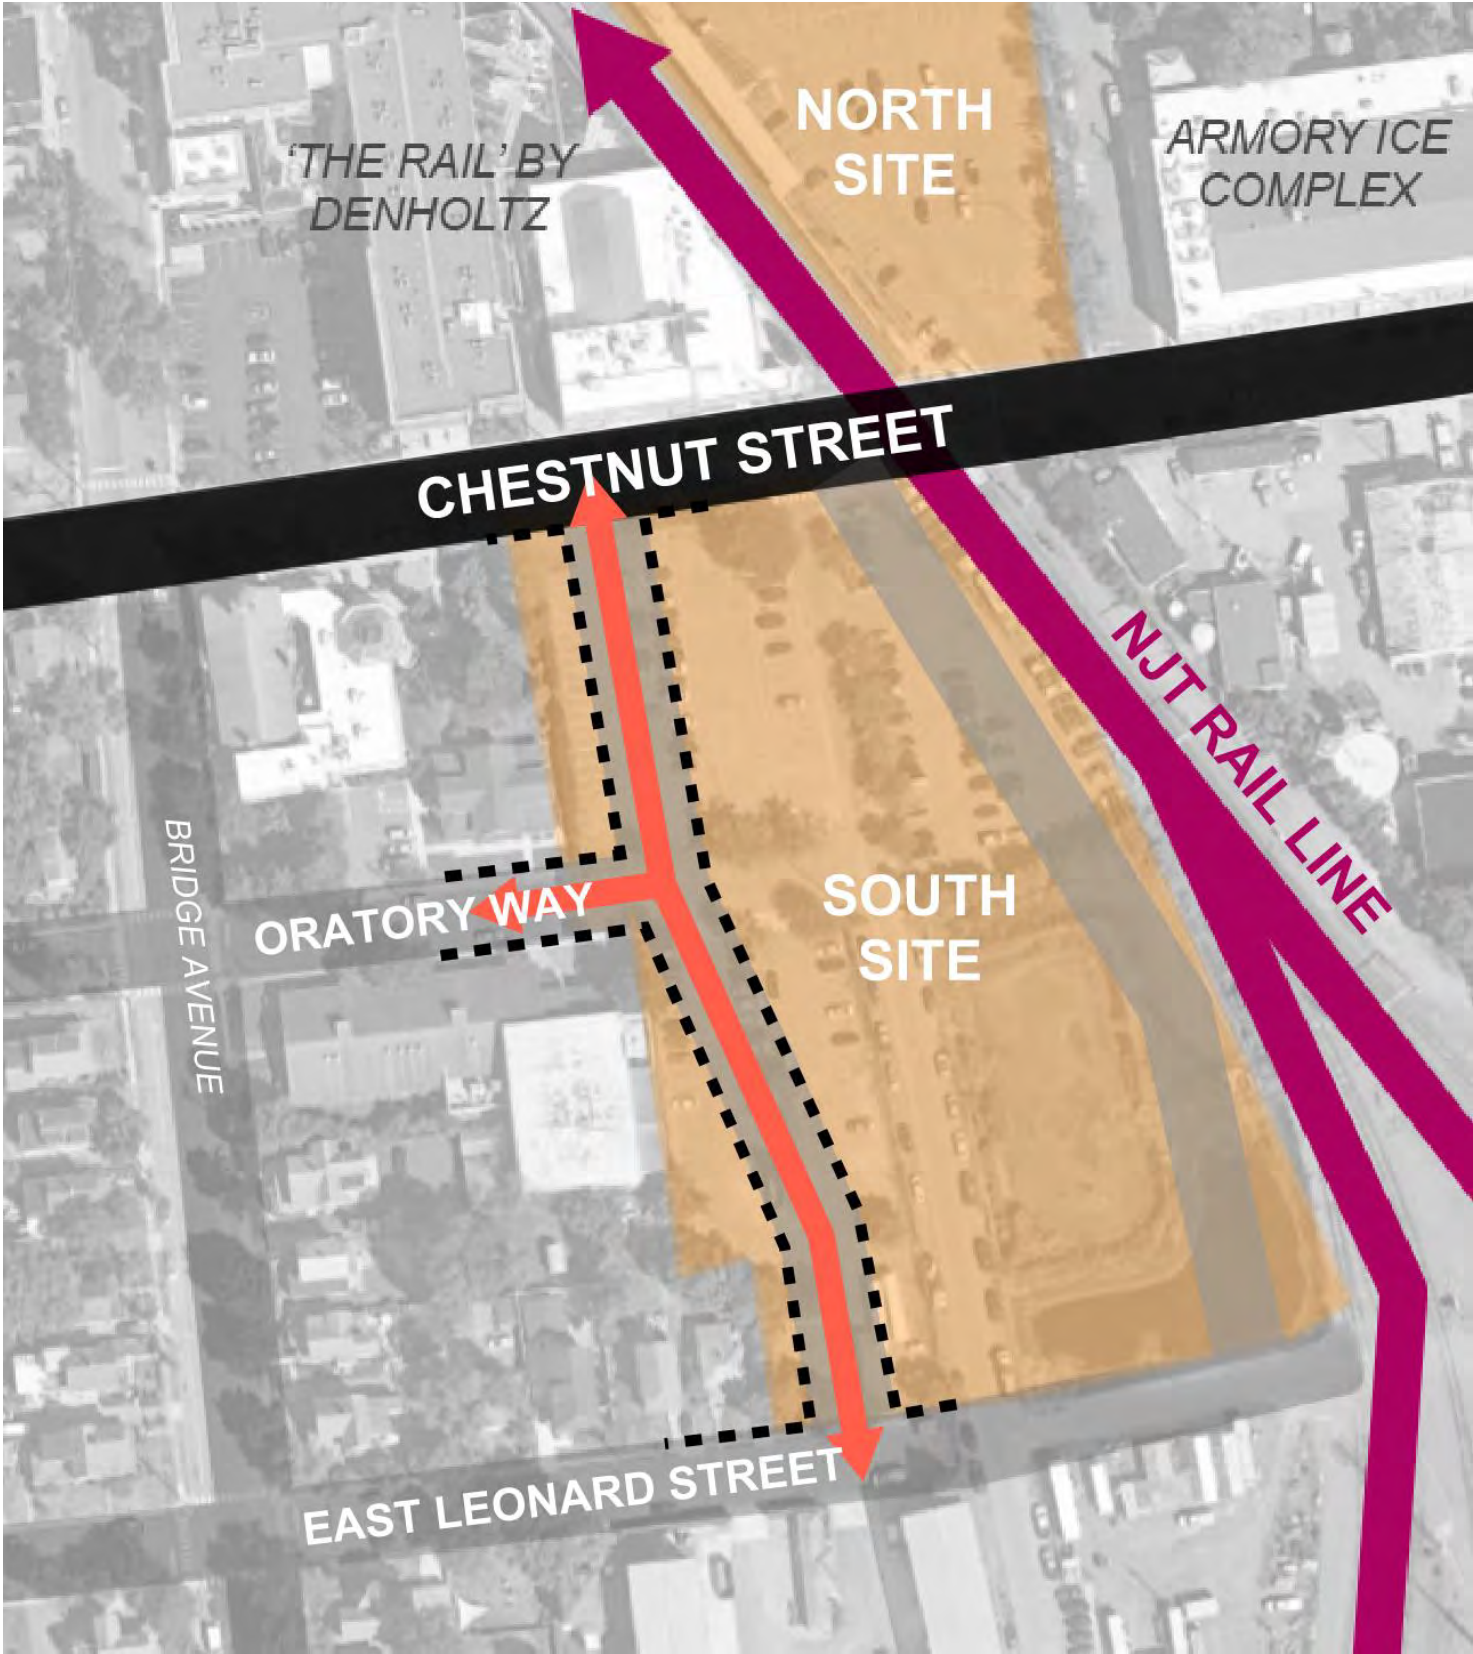 NORTH
SITE
ARMORY ICE
COMPLEX
‘THE RAIL’ BY
DENHOLTZ
CHESTNUT STREET
NJT RAIL LINE
BRIDGE AVENUE
ORATORY WAY
SOUTH
SITE
EAST LEONARD STREET